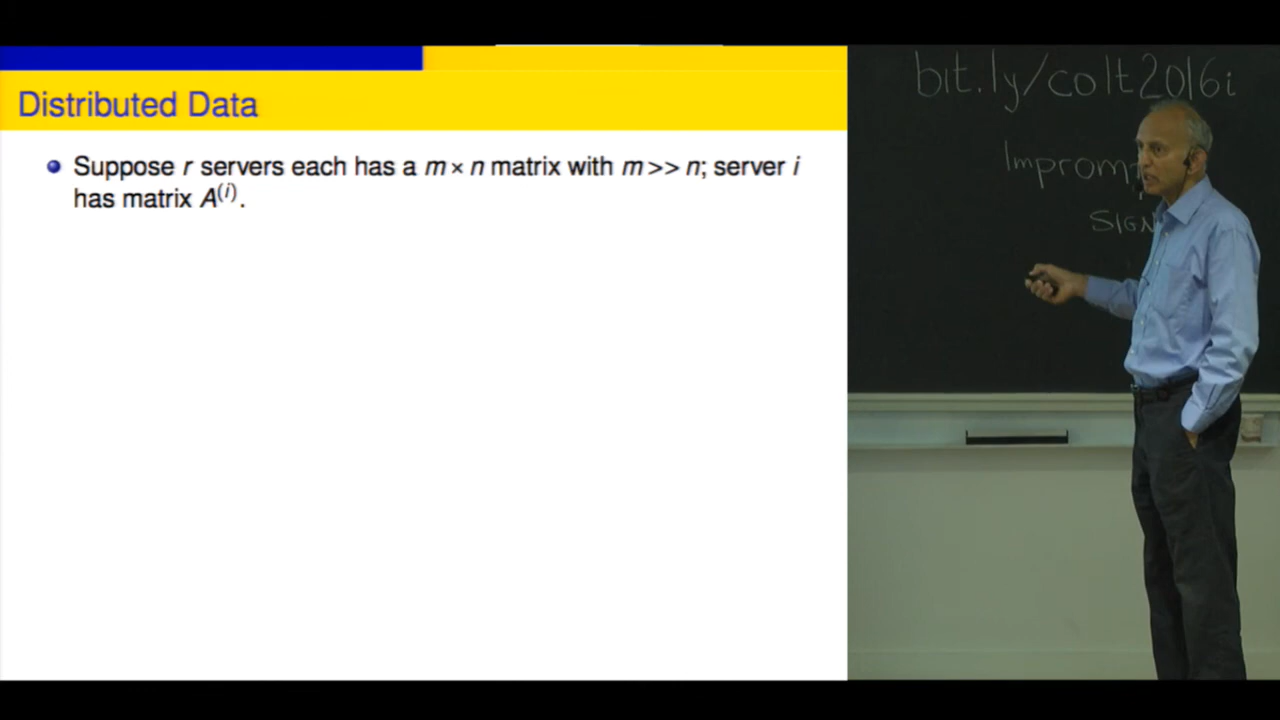 Distributed Data
Suppose r servers each has a m × n matrix with m >> n; server i
has matrix A⁽ⁱ⁾.
bit.ly/colt2016i